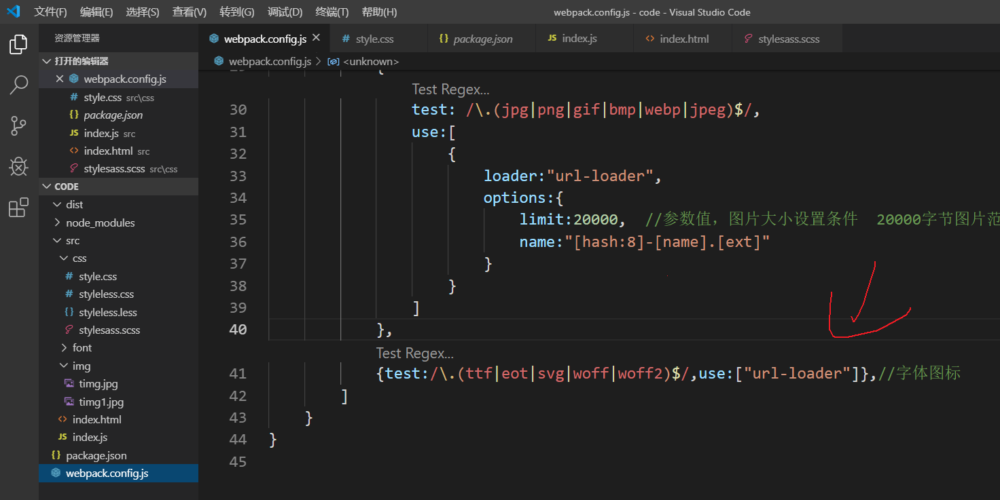 文件(F) 编辑(E) 选择(S) 查看(V) 转到(G) 调试(D) 终端(T) 帮助(H) webpack.config.js - code - Visual Studio Code
资源管理器
打开的编辑器
webpack.config.js
style.css src\css
package.json
index.js src
index.html src
stylesass.scss src\css
CODE
dist
node_modules
src
css
style.css
styleless.css
styleless.less
stylesass.scss
font
img
timg.jpg
timg1.jpg
index.html
index.js
package.json
webpack.config.js
webpack.config.js style.css package.json index.js index.html stylesass.scss
webpack.config.js > <unknown>
{
Test Regex...
30 test: /\.(jpg|png|gif|bmp|webp|jpeg)$/,
31 use:[
32 {
33 loader:"url-loader",
34 options:{
35 limit:20000, //参数值，图片大小设置条件 20000字节图片范
36 name:"[hash:8]-[name].[ext]"
37 }
38 }
39 ]
40 },
Test Regex...
41 {test:/\.(ttf|eot|svg|woff|woff2)$/,use:["url-loader"]},//字体图标
42 ]
43 }
44 }
45